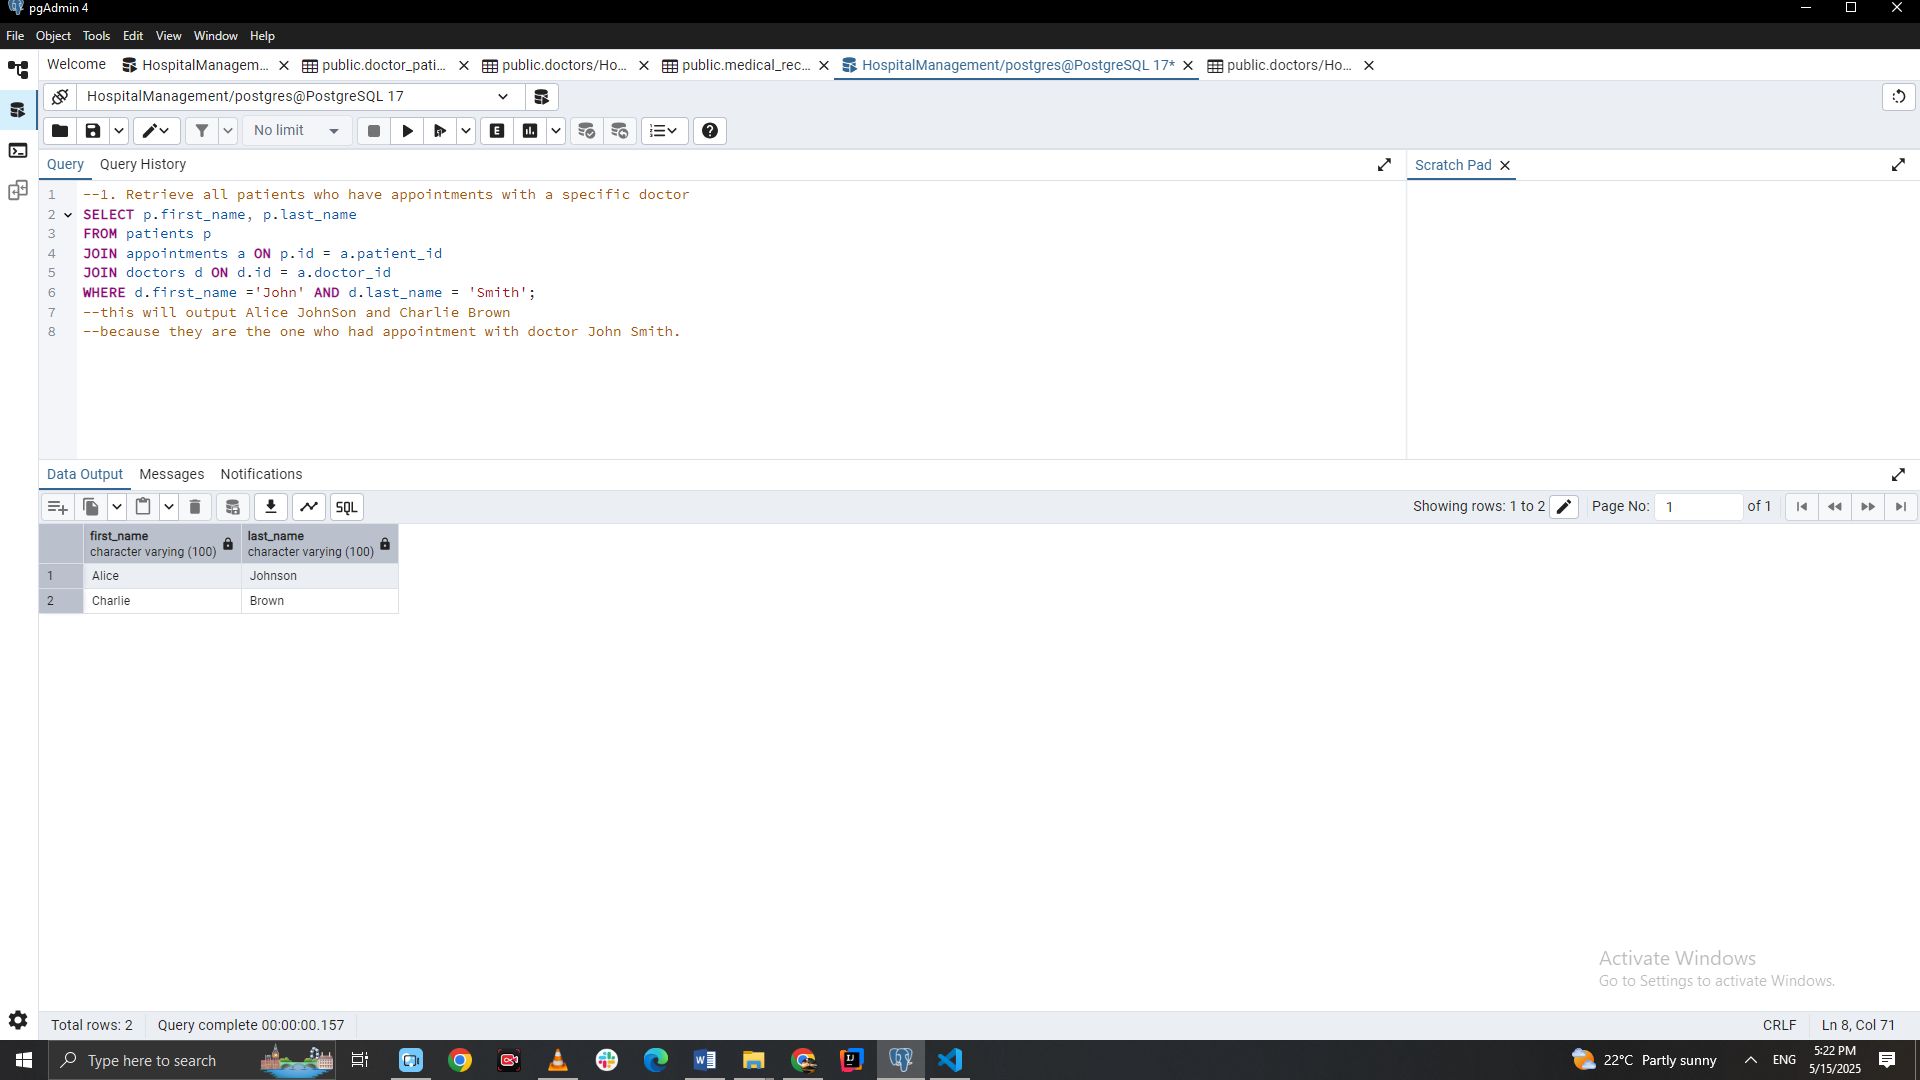 pgAdmin 4
File Object Tools Edit View Window Help
Welcome HospitalManagem... public.doctor_pati... public.doctors/Ho... public.medical_rec... HospitalManagement/postgres@PostgreSQL 17* public.doctors/Ho...
HospitalManagement/postgres@PostgreSQL 17
No limit E
Query Query History Scratch Pad
1 --1. Retrieve all patients who have appointments with a specific doctor
2 SELECT p.first_name, p.last_name
3 FROM patients p
4 JOIN appointments a ON p.id = a.patient_id
5 JOIN doctors d ON d.id = a.doctor_id
6 WHERE d.first_name ='John' AND d.last_name = 'Smith';
7 --this will output Alice JohnSon and Charlie Brown
8 --because they are the one who had appointment with doctor John Smith.
Data Output Messages Notifications
SQL Showing rows: 1 to 2 Page No: 1 of 1
first_name last_name
character varying (100) character varying (100)
1 Alice Johnson
2 Charlie Brown
Activate Windows
Go to Settings to activate Windows.
Total rows: 2 Query complete 00:00:00.157 CRLF Ln 8, Col 71
Type here to search 22°C Partly sunny ENG 5:22 PM
5/15/2025